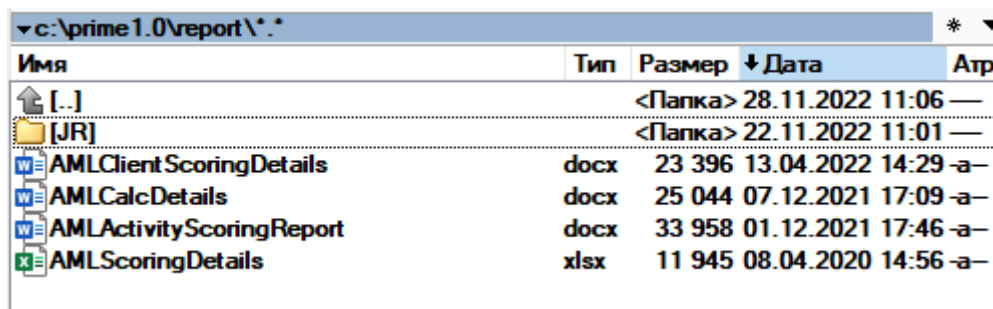 c:\prime1.0\report\*.*
Имя Тип Размер Дата Атр
[..] <Папка> 28.11.2022 11:06 —
[JR] <Папка> 22.11.2022 11:01 —
AMLClientScoringDetails docx 23 396 13.04.2022 14:29 -a--
AMLCalcDetails docx 25 044 07.12.2021 17:09 -a--
AMLActivityScoringReport docx 33 958 01.12.2021 17:46 -a--
AMLScoringDetails xlsx 11 945 08.04.2020 14:56 -a--